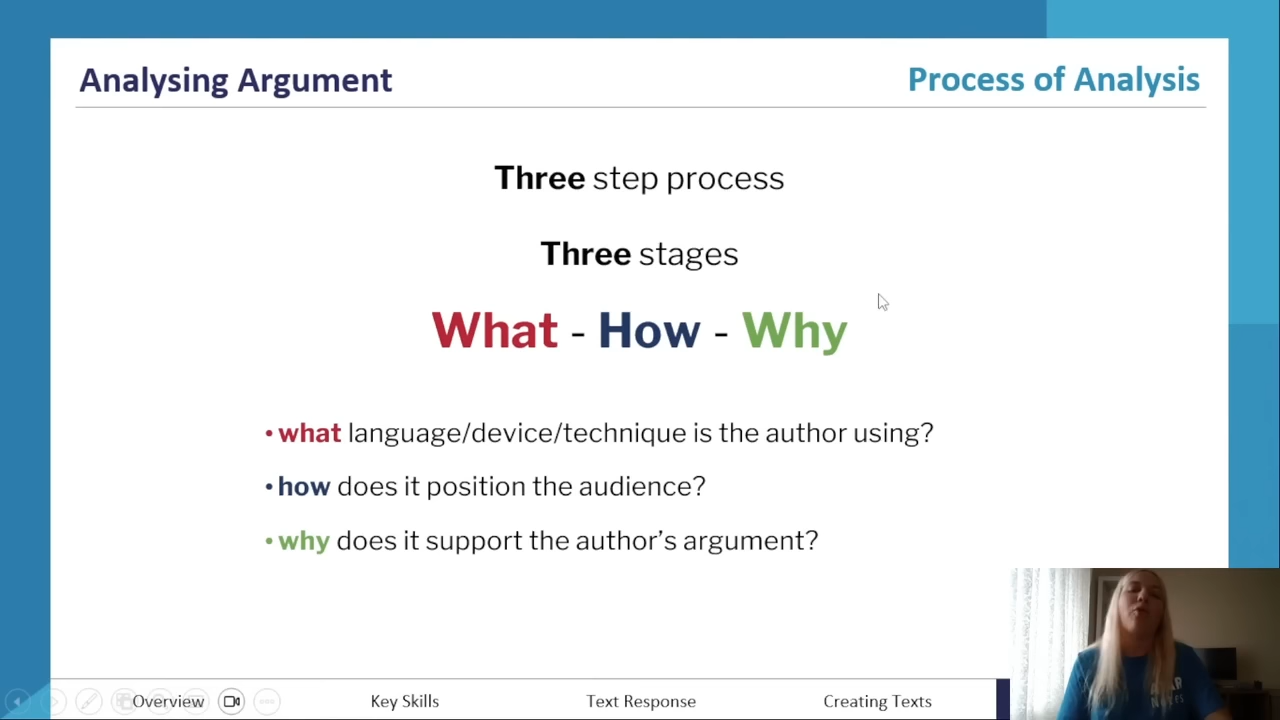 Analysing Argument
Process of Analysis
Three step process
Three stages
What - How - Why
• what language/device/technique is the author using?
• how does it position the audience?
• why does it support the author’s argument?
Overview
Key Skills
Text Response
Creating Texts